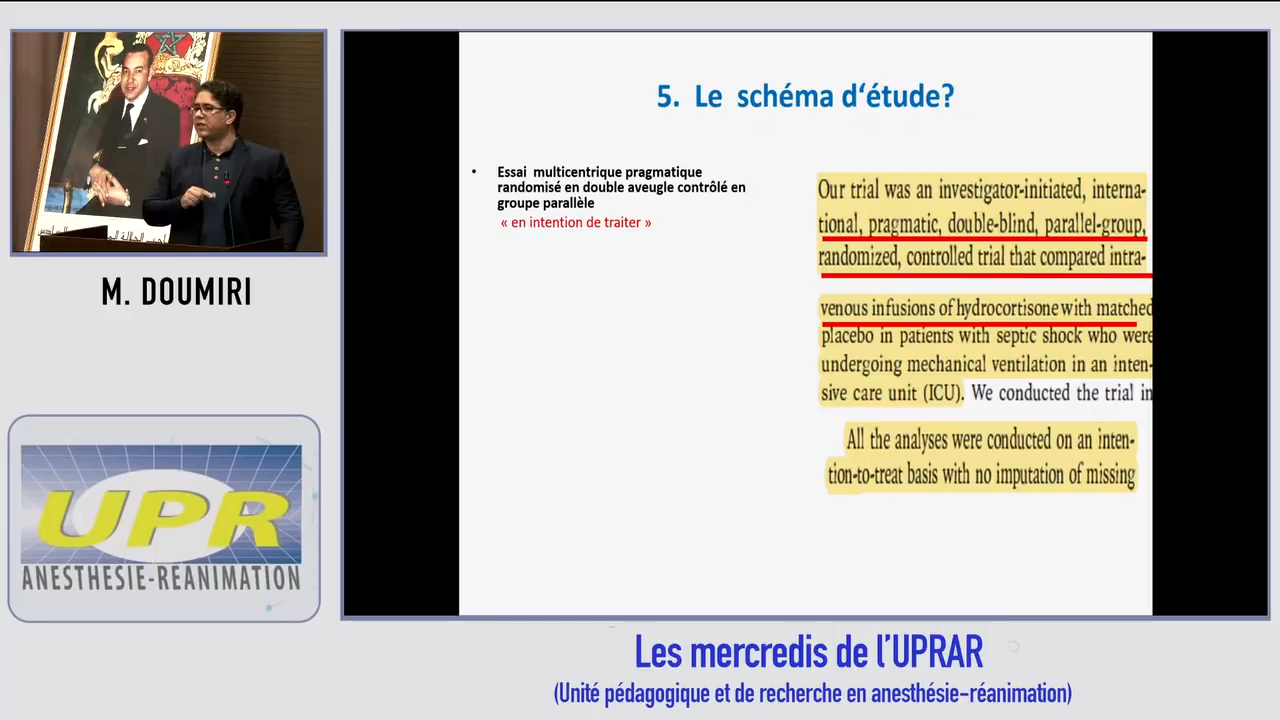 M. DOUMIRI
UPR
ANESTHESIE-REANIMATION
5. Le schéma d‘étude?
• Essai multicentrique pragmatique
randomisé en double aveugle contrôlé en
groupe parallèle
« en intention de traiter »
Our trial was an investigator-initiated, interna-
tional, pragmatic, double-blind, parallel-group,
randomized, controlled trial that compared intra-
venous infusions of hydrocortisone with matched
placebo in patients with septic shock who were
undergoing mechanical ventilation in an inten-
sive care unit (ICU). We conducted the trial in
All the analyses were conducted on an inten-
tion-to-treat basis with no imputation of missing
Les mercredis de l’UPRAR
(Unité pédagogique et de recherche en anesthésie-réanimation)